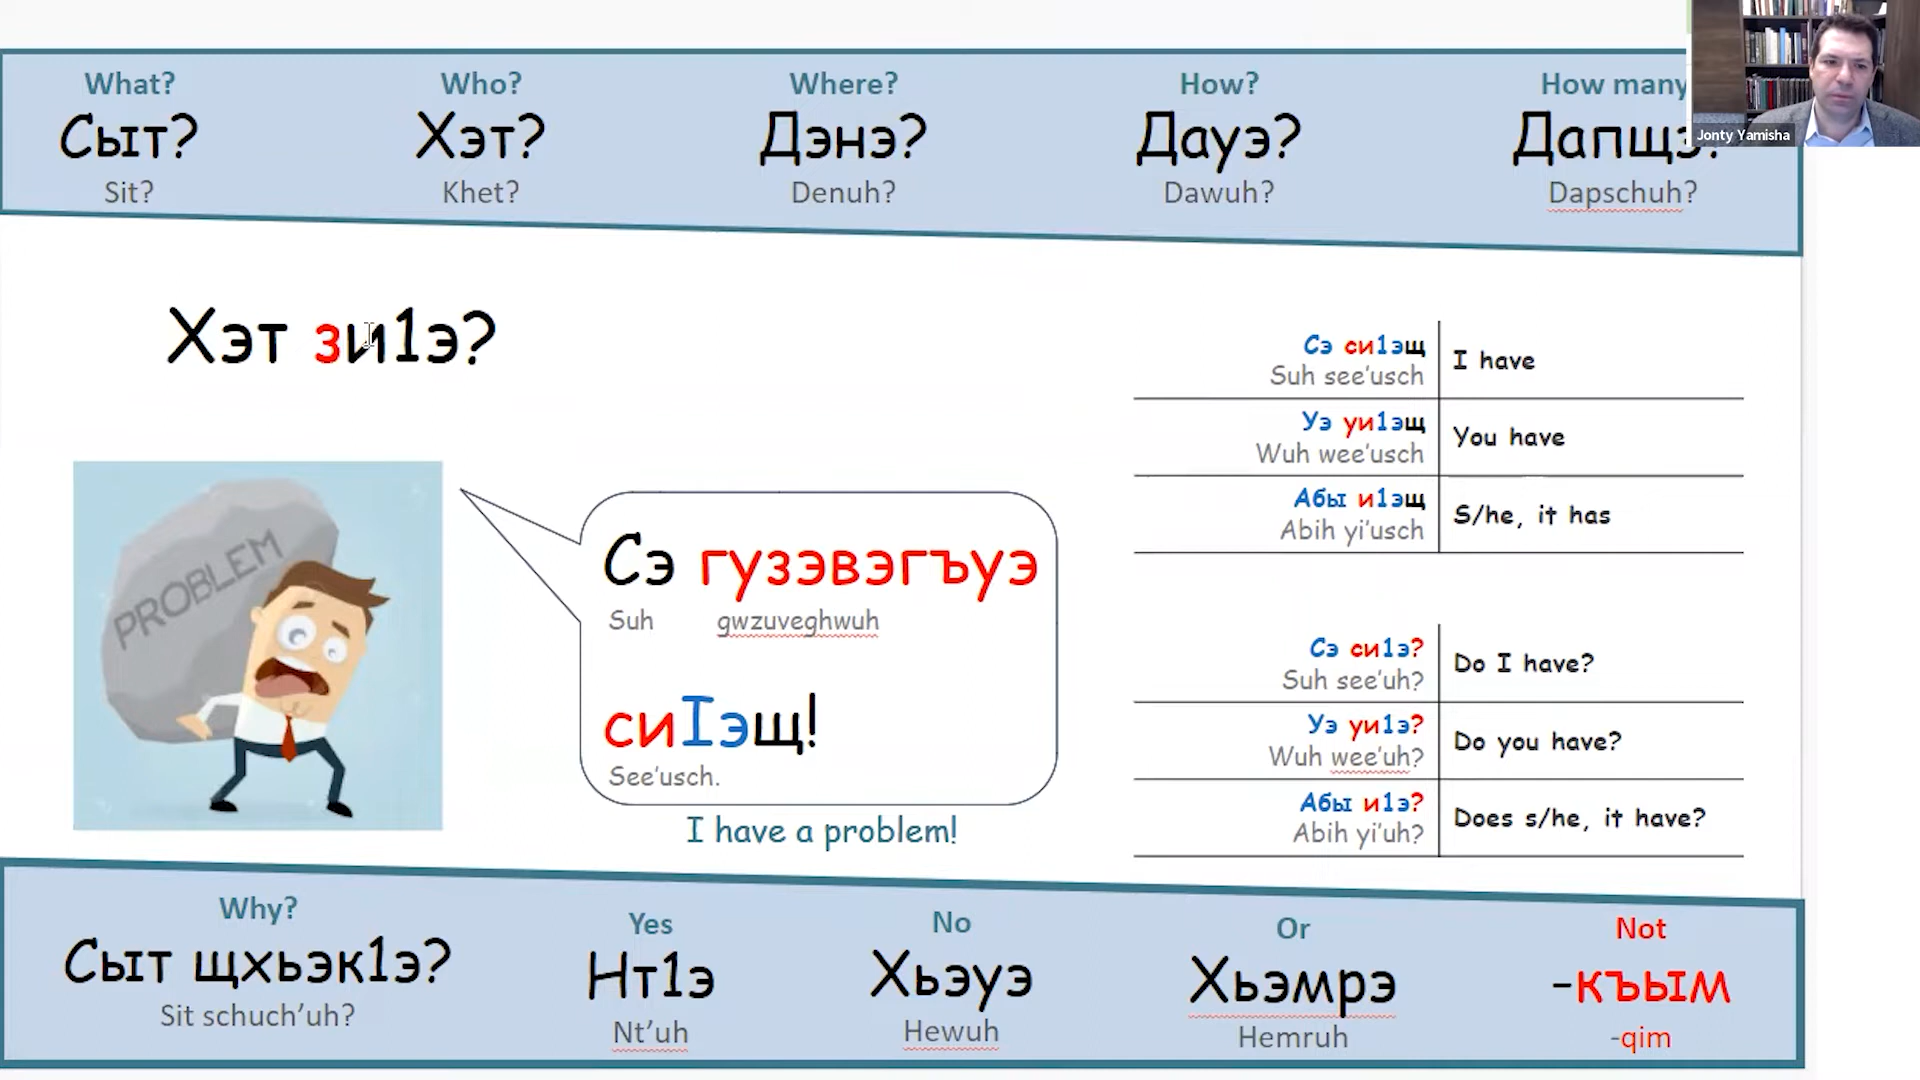 What?
Сыт?
Sit?
Who?
Хэт?
Khet?
Where?
Дэнэ?
Denuh?
How?
Дауэ?
Dawuh?
How many
Дапщэ?
Dapschuh?
Jonty Yamisha
Хэт зи1э?
PROBLEM
Сэ гузэвэгъуэ
Suh gwzuveghwuh
сиIэщ!
See'usch.
I have a problem!
Сэ си1эщ
Suh see'usch
I have
Уэ уи1эщ
Wuh wee'usch
You have
Абы и1эщ
Abih yi'usch
S/he, it has
Сэ си1э?
Suh see'uh?
Do I have?
Уэ уи1э?
Wuh wee'uh?
Do you have?
Абы и1э?
Abih yi'uh?
Does s/he, it have?
Why?
Сыт щхьэк1э?
Sit schuch'uh?
Yes
Нт1э
Nt'uh
No
Хьэуэ
Hewuh
Or
Хьэмрэ
Hemruh
Not
-къым
-qim